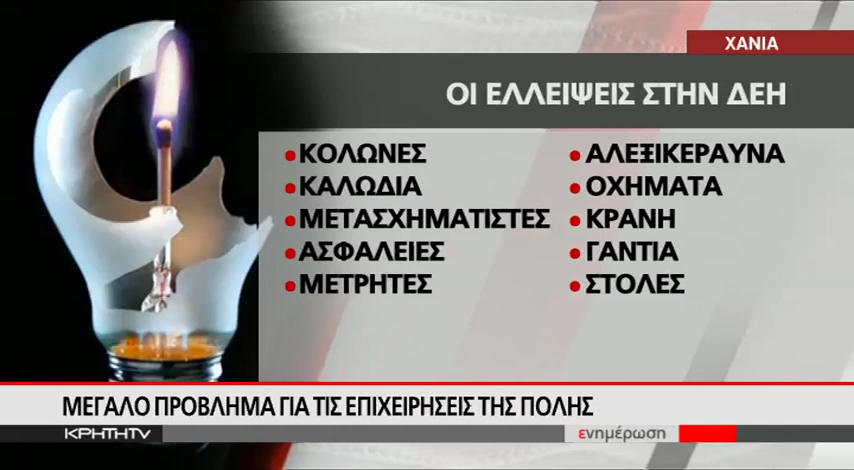 ΧΑΝΙΑ
ΟΙ ΕΛΛΕΙΨΕΙΣ ΣΤΗΝ ΔΕΗ
•ΚΟΛΩΝΕΣ
•ΚΑΛΩΔΙΑ
•ΜΕΤΑΣΧΗΜΑΤΙΣΤΕΣ
•ΑΣΦΑΛΕΙΕΣ
•ΜΕΤΡΗΤΕΣ
•ΑΛΕΞΙΚΕΡΑΥΝΑ
•ΟΧΗΜΑΤΑ
•ΚΡΑΝΗ
•ΓΑΝΤΙΑ
•ΣΤΟΛΕΣ
ΜΕΓΑΛΟ ΠΡΟΒΛΗΜΑ ΓΙΑ ΤΙΣ ΕΠΙΧΕΙΡΗΣΕΙΣ ΤΗΣ ΠΟΛΗΣ
ΚΡΗΤΗTV
ενημέρωση